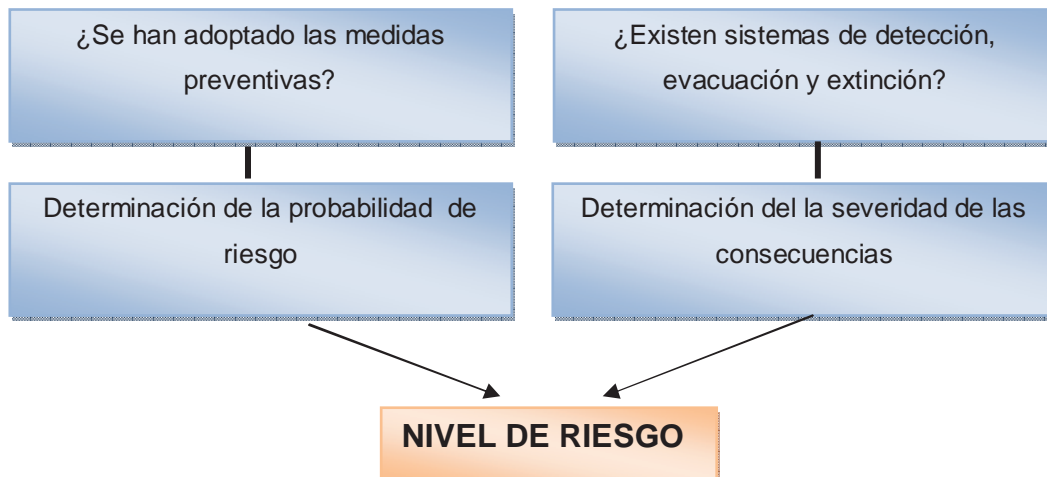 ¿Se han adoptado las medidas
preventivas?
¿Existen sistemas de detección,
evacuación y extinción?
Determinación de la probabilidad de
riesgo
Determinación del la severidad de las
consecuencias
NIVEL DE RIESGO